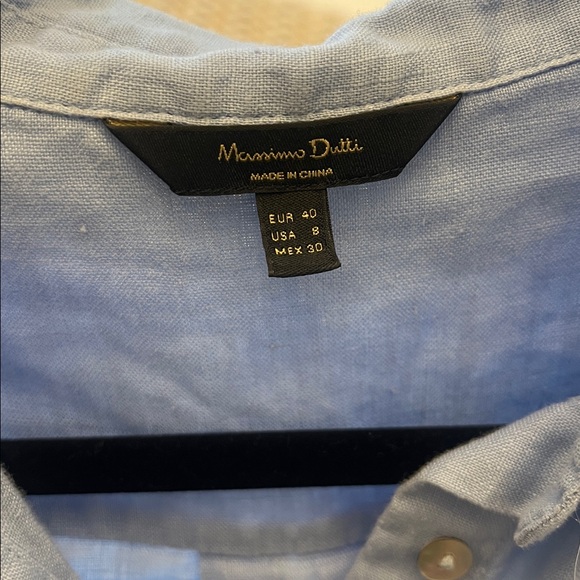 Massimo Dutti
MADE IN CHINA
EUR 40
USA 8
MEX 30